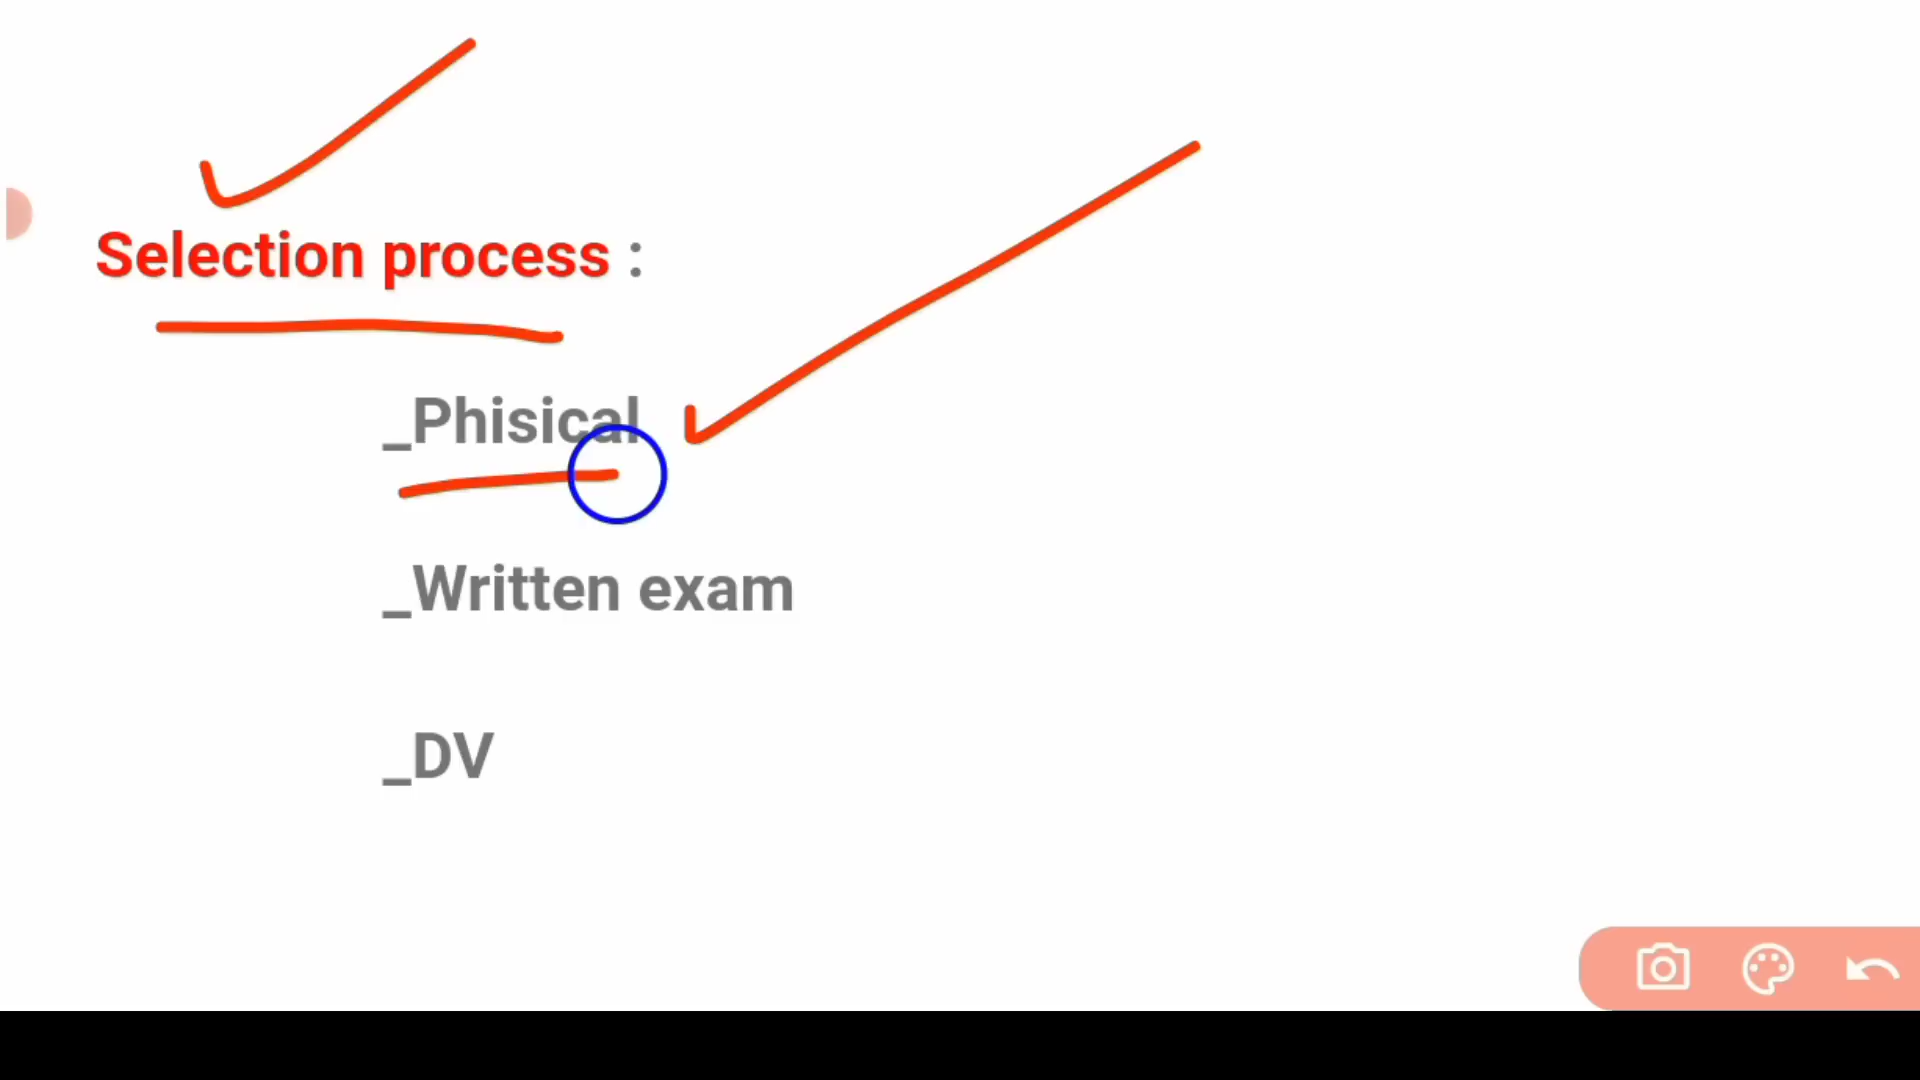 Selection process :
_Phisical
_Written exam
_DV